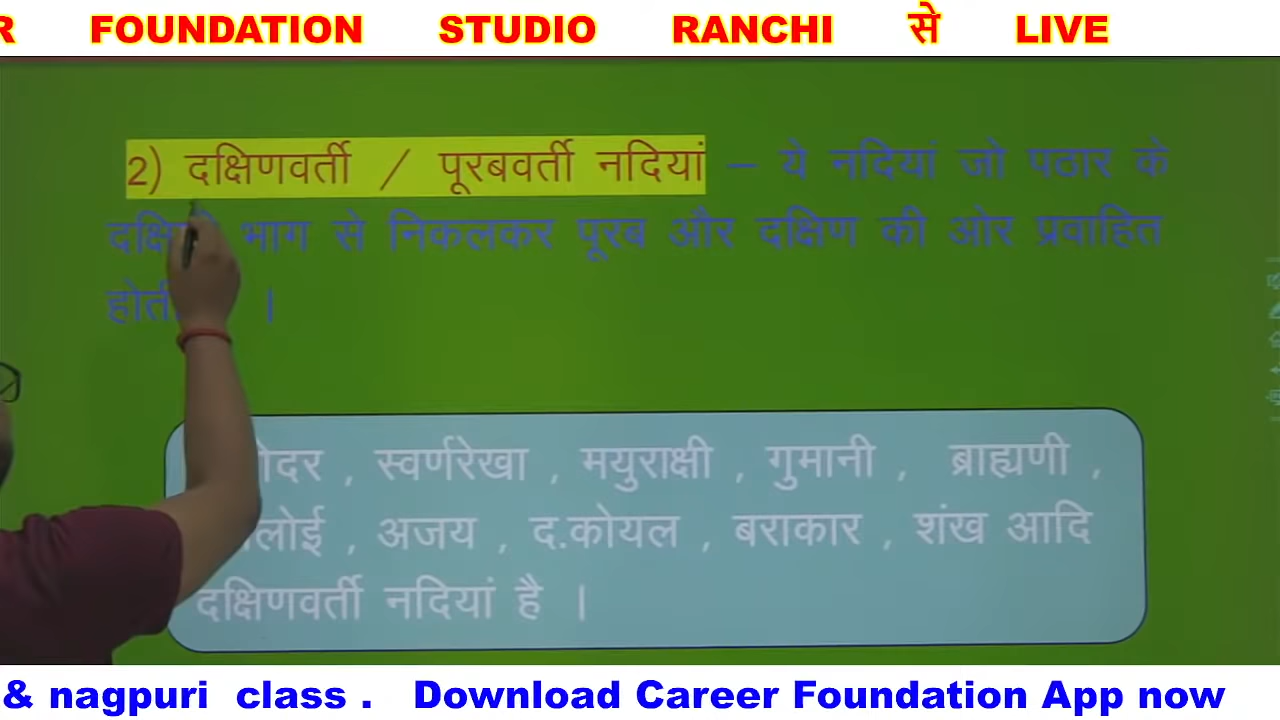 R FOUNDATION STUDIO RANCHI से LIVE
2) दक्षिणवर्ती / पूरबवर्ती नदियां – ये नदियां जो पठार के
भाग से निकलकर पूरब और दक्षिण की ओर प्रवाहित
।
स्वर्णरेखा , मयुराक्षी , गुमानी , ब्राह्यणी ,
अजय , द.कोयल , बराकार , शंख आदि
दक्षिणवर्ती नदियां है ।
& nagpuri class . Download Career Foundation App now